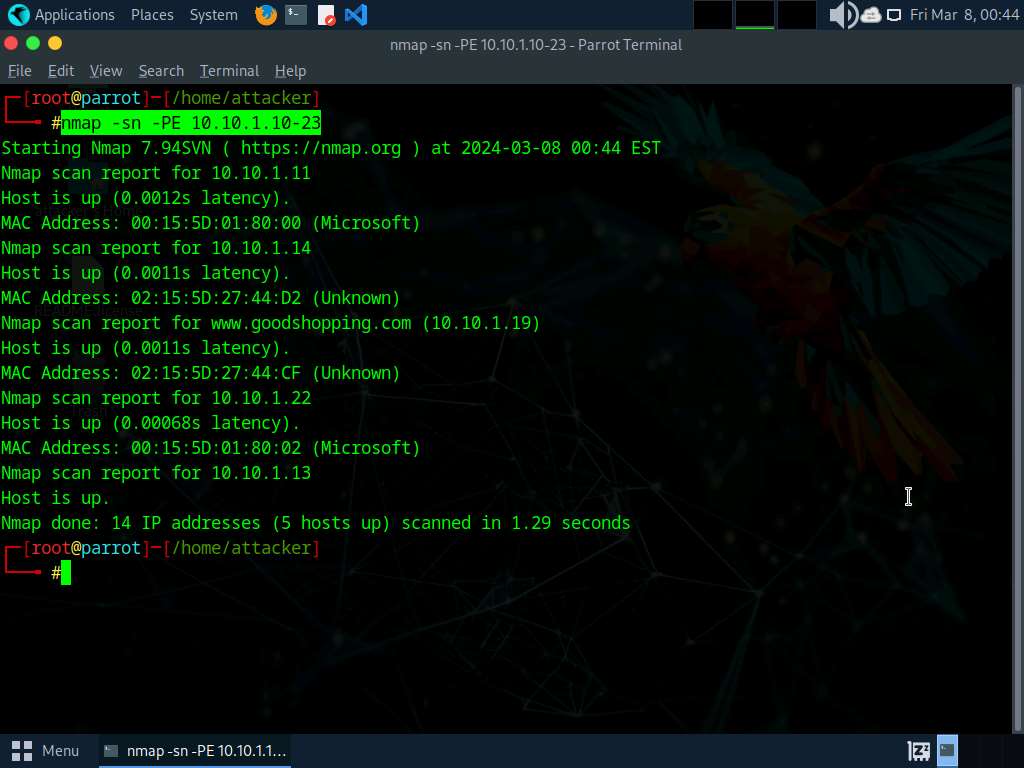 Applications Places System Fri Mar 8, 00:44
nmap -sn -PE 10.10.1.10-23 - Parrot Terminal
File Edit View Search Terminal Help
[root@parrot]─[/home/attacker]
#nmap -sn -PE 10.10.1.10-23
Starting Nmap 7.94SVN ( https://nmap.org ) at 2024-03-08 00:44 EST
Nmap scan report for 10.10.1.11
Host is up (0.0012s latency).
MAC Address: 00:15:5D:01:80:00 (Microsoft)
Nmap scan report for 10.10.1.14
Host is up (0.0011s latency).
MAC Address: 02:15:5D:27:44:D2 (Unknown)
Nmap scan report for www.goodshopping.com (10.10.1.19)
Host is up (0.0011s latency).
MAC Address: 02:15:5D:27:44:CF (Unknown)
Nmap scan report for 10.10.1.22
Host is up (0.00068s latency).
MAC Address: 00:15:5D:01:80:02 (Microsoft)
Nmap scan report for 10.10.1.13
Host is up.
Nmap done: 14 IP addresses (5 hosts up) scanned in 1.29 seconds
[root@parrot]─[/home/attacker]
#
Menu nmap -sn -PE 10.10.1.1...